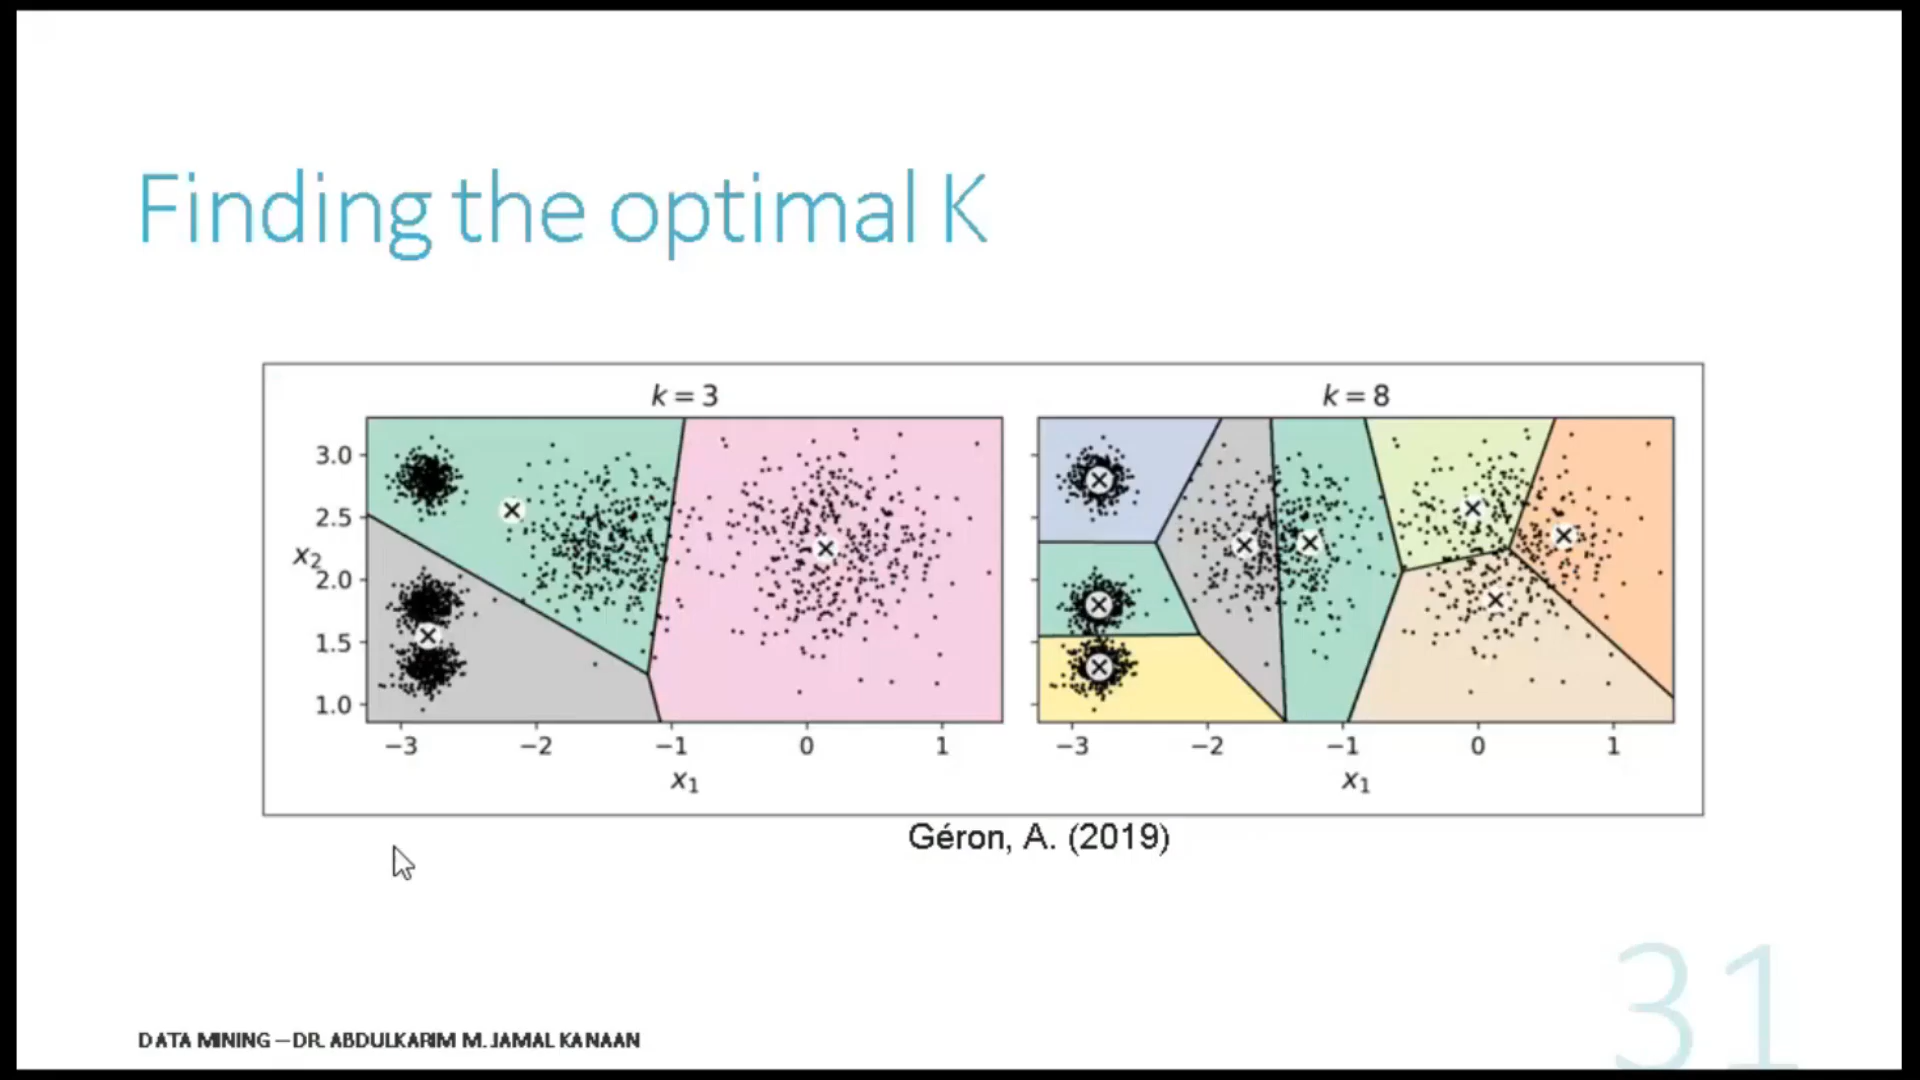 Finding the optimal K
k = 3
k = 8
3.0
2.5
2.0
1.5
1.0
x2
−3 −2 −1 0 1
−3 −2 −1 0 1
x1
x1
Géron, A. (2019)
31
DATA MINING – DR. ABDULKARIM M. JAMAL KANAAN